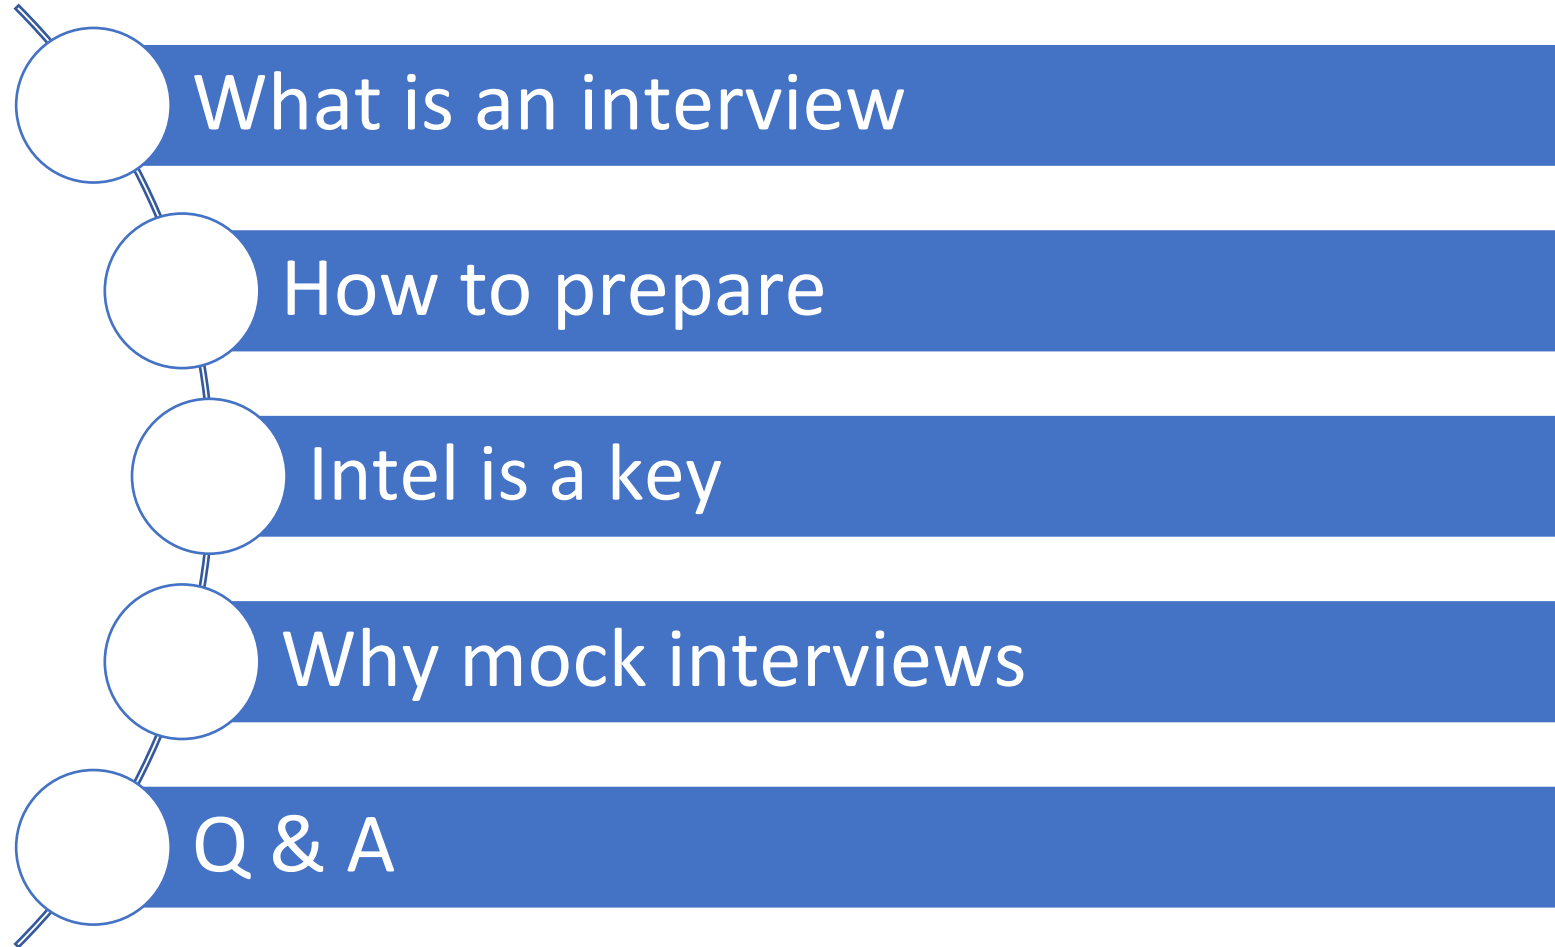 What is an interview
How to prepare
Intel is a key
Why mock interviews
Q & A